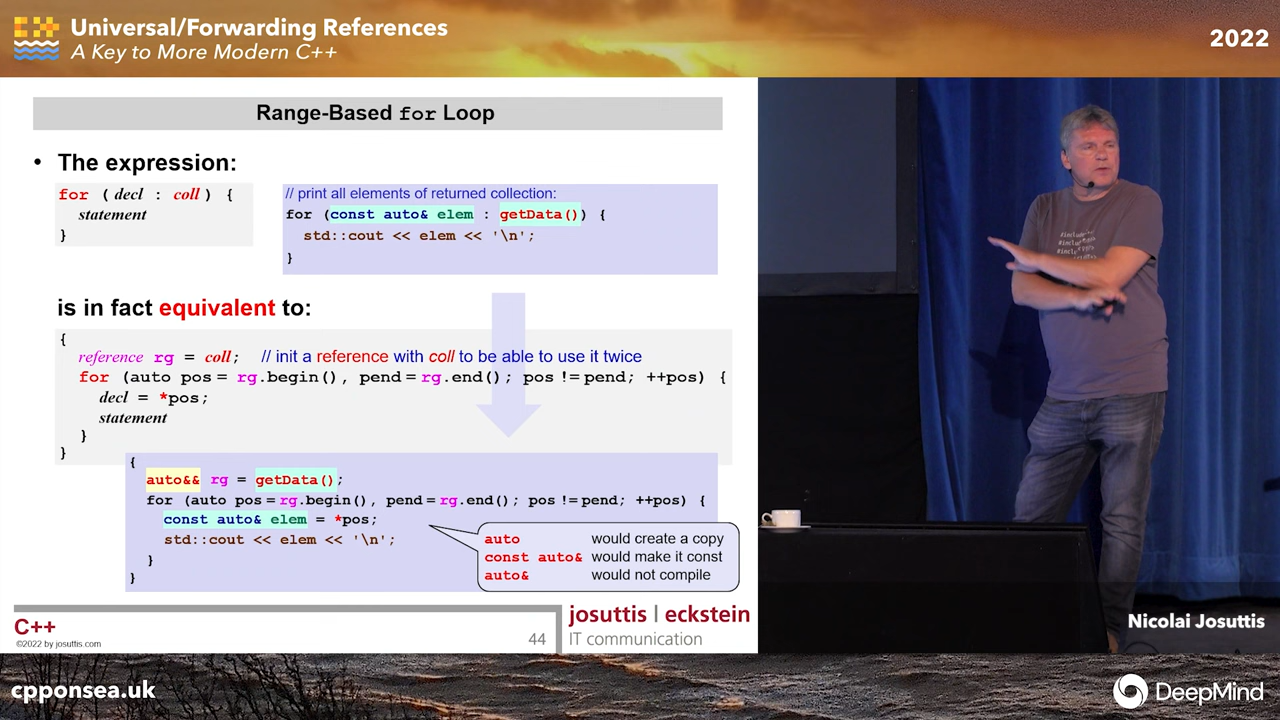 Universal/Forwarding References
A Key to More Modern C++
2022
Range-Based for Loop
• The expression:
for ( decl : coll ) {
statement
}
// print all elements of returned collection:
for (const auto& elem : getData()) {
std::cout << elem << '\n';
}
is in fact equivalent to:
{
reference rg = coll; // init a reference with coll to be able to use it twice
for (auto pos = rg.begin(), pend = rg.end(); pos != pend; ++pos) {
decl = *pos;
statement
}
}
{
auto&& rg = getData();
for (auto pos = rg.begin(), pend = rg.end(); pos != pend; ++pos) {
const auto& elem = *pos;
std::cout << elem << '\n';
}
}
auto would create a copy
const auto& would make it const
auto& would not compile
C++
©2022 by josuttis.com
44
josuttis | eckstein
IT communication
Nicolai Josuttis
cpponsea.uk
DeepMind